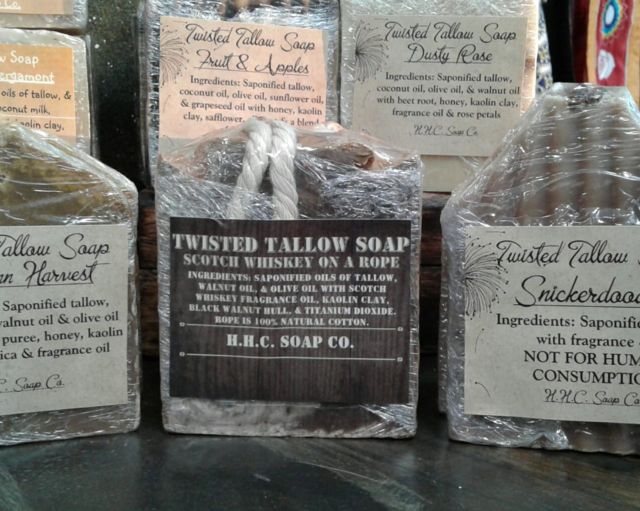 w Soap
ergamont
oils of tallow, &
oconut milk,
kaolin clay,
Twisted Tallow Soap
Fruit & Apples
Ingredients: Saponified tallow,
coconut oil, olive oil, sunflower oil,
& grapeseed oil with honey, kaolin
clay, safflower, & a blend
Twisted Tallow Soap
Dusty Rose
Ingredients: Saponified tallow,
coconut oil, olive oil, & walnut oil
with beet root, honey, kaolin clay,
fragrance oil & rose petals
H.H.C. Soap Co.
Tallow Soap
n Harvest
Saponified tallow,
walnut oil & olive oil
puree, honey, kaolin
ica & fragrance oil
C. Soap Co.
TWISTED TALLOW SOAP
SCOTCH WHISKEY ON A ROPE
INGREDIENTS: SAPONIFIED OILS OF TALLOW,
WALNUT OIL, & OLIVE OIL WITH SCOTCH
WHISKEY FRAGRANCE OIL, KAOLIN CLAY,
BLACK WALNUT HULL, & TITANIUM DIOXIDE.
ROPE IS 100% NATURAL COTTON.
H.H.C. SOAP CO.
Twisted Tallow
Snickerdood
Ingredients: Saponifi
with fragrance
NOT FOR HUM
CONSUMPTIO
H.H.C. Soap Co